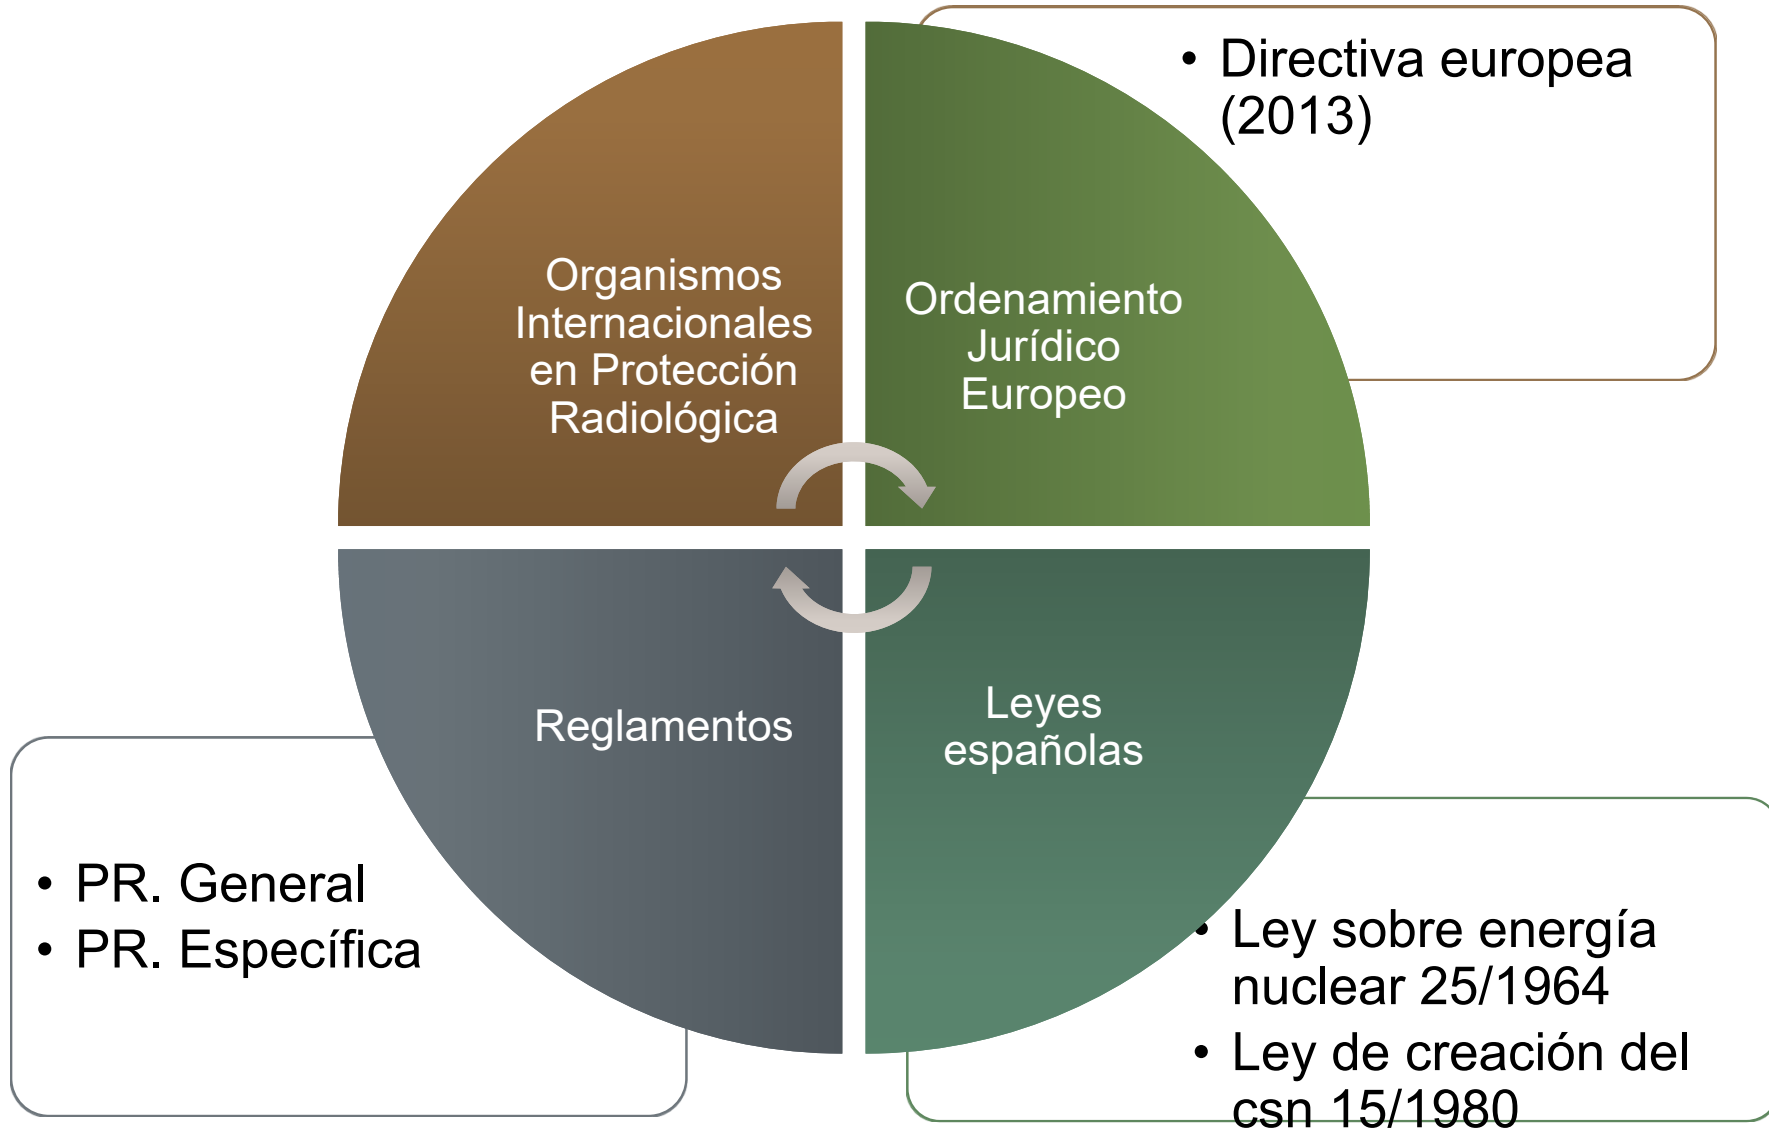 Organismos
Internacionales
en Protección
Radiológica
Ordenamiento
Jurídico
Europeo
• Directiva europea
(2013)
Reglamentos
• PR. General
• PR. Específica
Leyes
españolas
• Ley sobre energía
nuclear 25/1964
• Ley de creación del
csn 15/1980